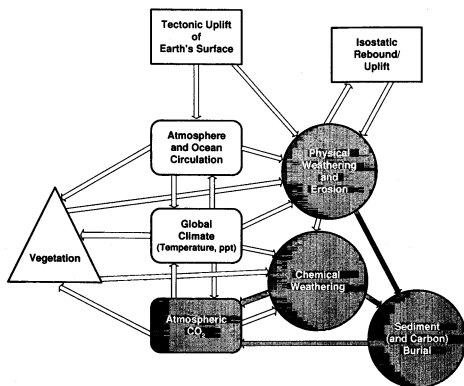 Tectonic Uplift
of
Earth's Surface
Isostatic
Rebound/
Uplift
Atmosphere
and Ocean
Circulation
Physical
Weathering
and
Erosion
Global
Climate
(Temperature, ppt)
Vegetation
Chemical
Weathering
Atmospheric
CO₂
Sediment
(and Carbon)
Burial